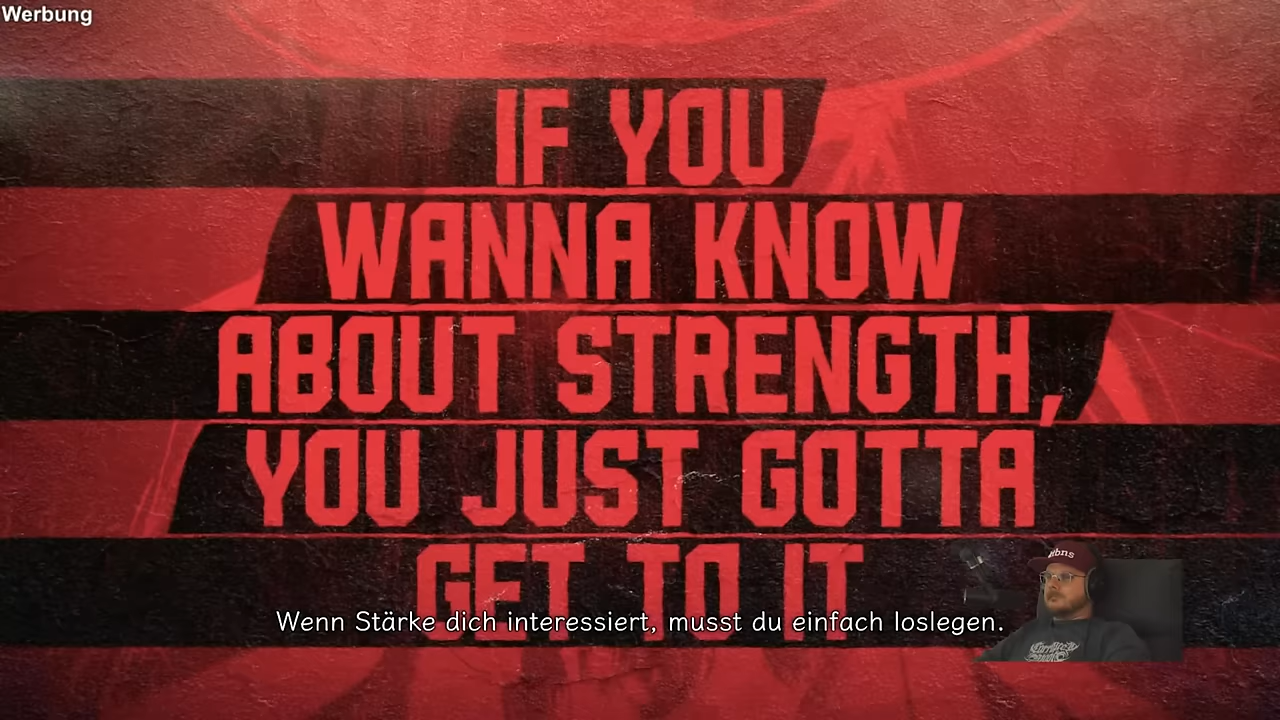 Werbung
IF YOU
WANNA KNOW
ABOUT STRENGTH,
YOU JUST GOTTA
GET TO IT
Wenn Stärke dich interessiert, musst du einfach loslegen.